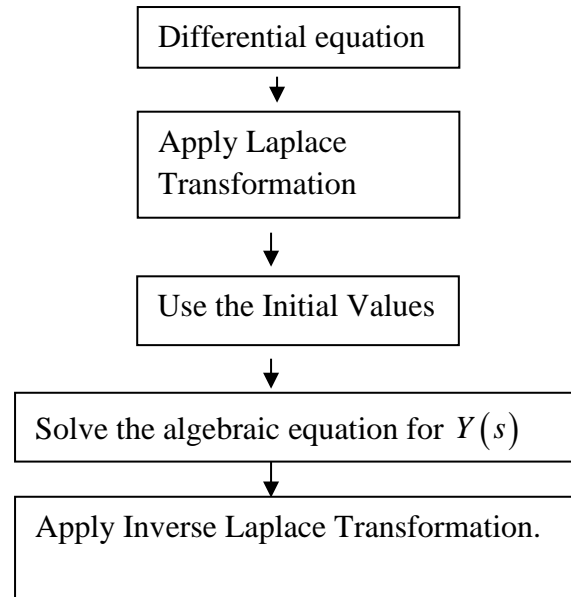 Differential equation
Apply Laplace
Transformation
Use the Initial Values
Solve the algebraic equation for Y(s)
Apply Inverse Laplace Transformation.